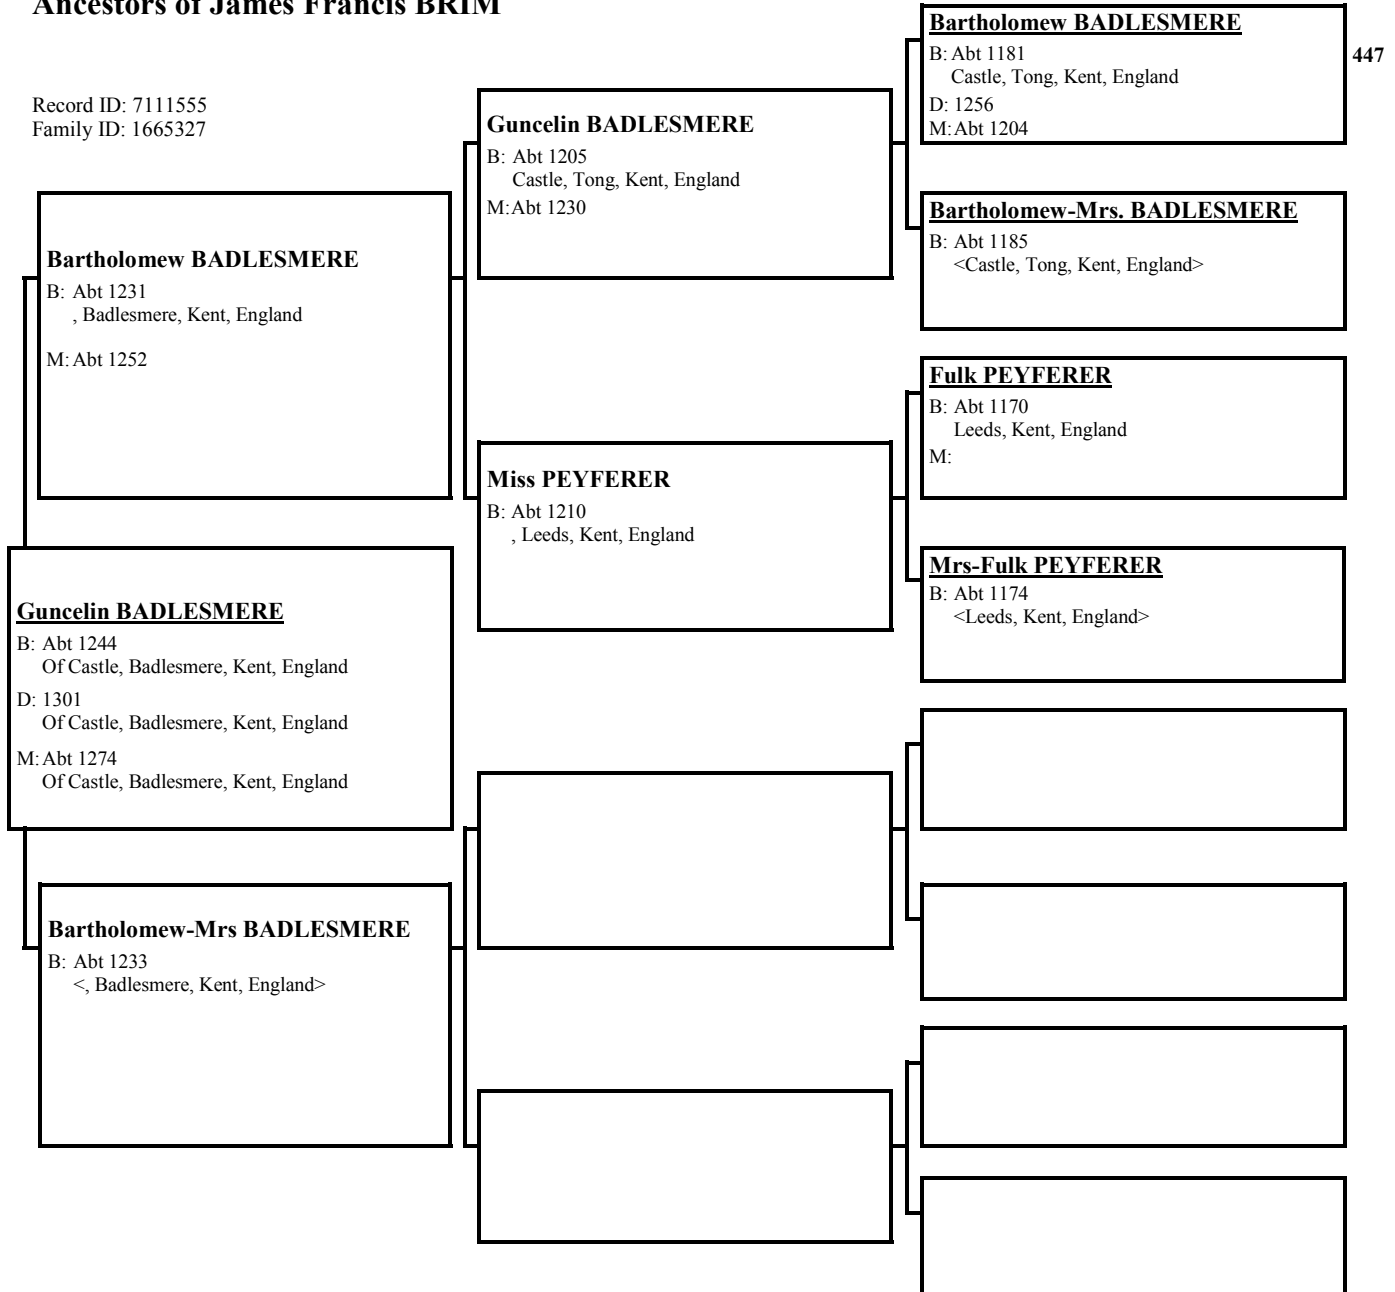 Ancestors of James Francis BRIM
447
Record ID: 7111555
Family ID: 1665327
Bartholomew BADLESMERE
B: Abt 1181
Castle, Tong, Kent, England
D: 1256
M: Abt 1204
Guncelin BADLESMERE
B: Abt 1205
Castle, Tong, Kent, England
M: Abt 1230
Bartholomew-Mrs. BADLESMERE
B: Abt 1185
<Castle, Tong, Kent, England>
Bartholomew BADLESMERE
B: Abt 1231
, Badlesmere, Kent, England
M: Abt 1252
Fulk PEYFERER
B: Abt 1170
Leeds, Kent, England
M:
Miss PEYFERER
B: Abt 1210
, Leeds, Kent, England
Mrs-Fulk PEYFERER
B: Abt 1174
<Leeds, Kent, England>
Guncelin BADLESMERE
B: Abt 1244
Of Castle, Badlesmere, Kent, England
D: 1301
Of Castle, Badlesmere, Kent, England
M: Abt 1274
Of Castle, Badlesmere, Kent, England
Bartholomew-Mrs BADLESMERE
B: Abt 1233
<, Badlesmere, Kent, England>